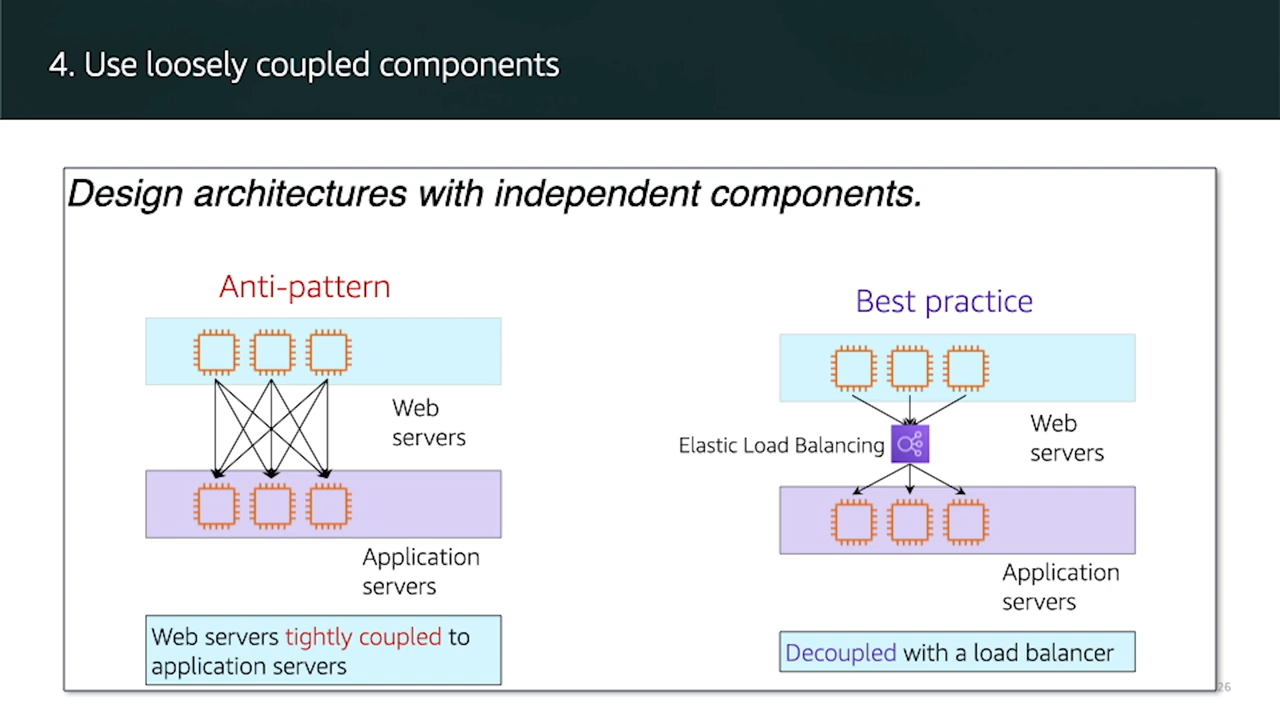 4. Use loosely coupled components
Design architectures with independent components.
Anti-pattern
Web
servers
Application
servers
Web servers tightly coupled to
application servers
Best practice
Elastic Load Balancing
Web
servers
Application
servers
Decoupled with a load balancer
26